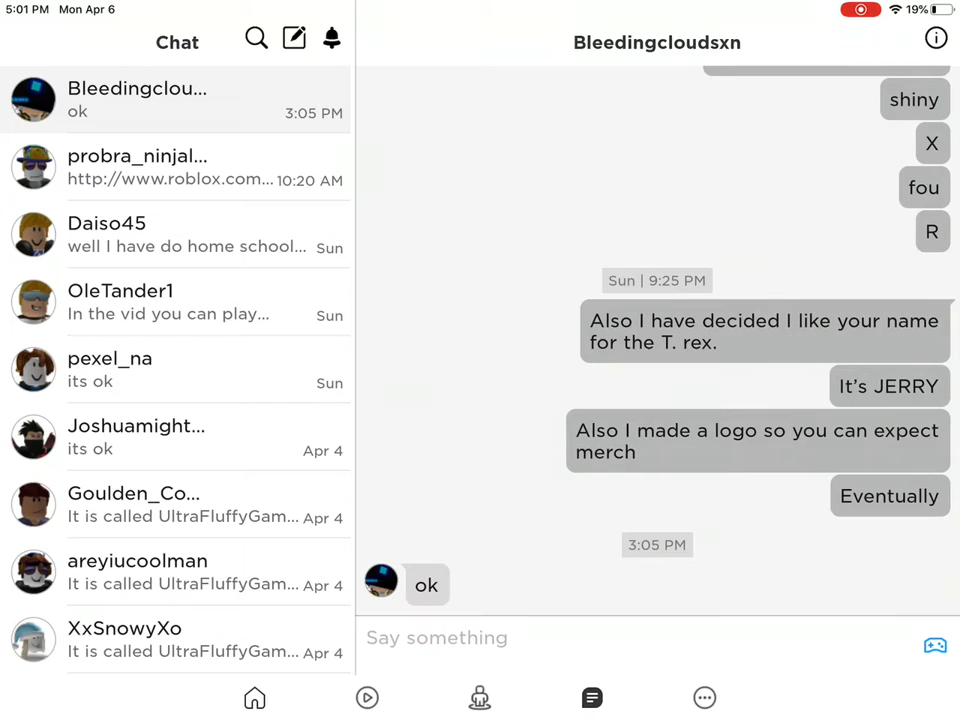 5:01 PM Mon Apr 6
19%
Chat
Bleedingclou...
ok
3:05 PM
probra_ninjal...
http://www.roblox.com... 10:20 AM
Daiso45
well I have do home school... Sun
OleTander1
In the vid you can play... Sun
pexel_na
its ok Sun
Joshuamight...
its ok Apr 4
Goulden_Co...
It is called UltraFluffyGam... Apr 4
areyiucoolman
It is called UltraFluffyGam... Apr 4
XxSnowyXo
It is called UltraFluffyGam... Apr 4
Bleedingcloudsxn
shiny
X
fou
R
Sun | 9:25 PM
Also I have decided I like your name
for the T. rex.
It’s JERRY
Also I made a logo so you can expect
merch
Eventually
3:05 PM
ok
Say something